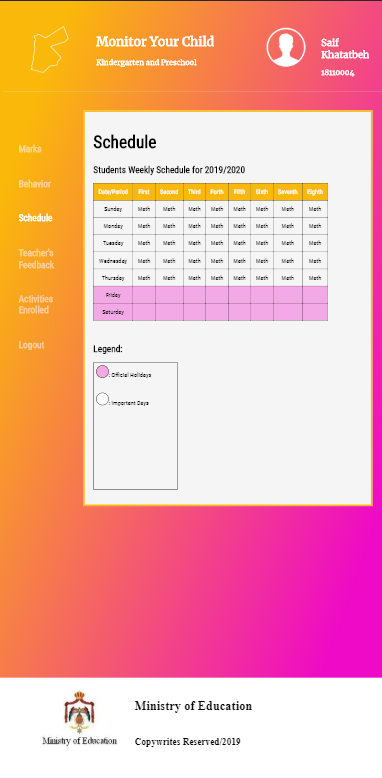 Monitor Your Child
Kindergarten and Preschool
Saif
Khatatbeh
18110004
Marks
Behavior
Schedule
Teacher's
Feedback
Activities
Enrolled
Logout
Schedule
Students Weekly Schedule for 2019/2020
Date/Period First Second Third Forth Fifth Sixth Seventh Eighth
Sunday Math Math Math Math Math Math Math Math
Monday Math Math Math Math Math Math Math Math
Tuesday Math Math Math Math Math Math Math Math
Wednesday Math Math Math Math Math Math Math Math
Thursday Math Math Math Math Math Math Math Math
Friday
Saturday
Legend:
: Official Holidays
: Important Days
Ministry of Education
Ministry of Education
Copywrites Reserved/2019